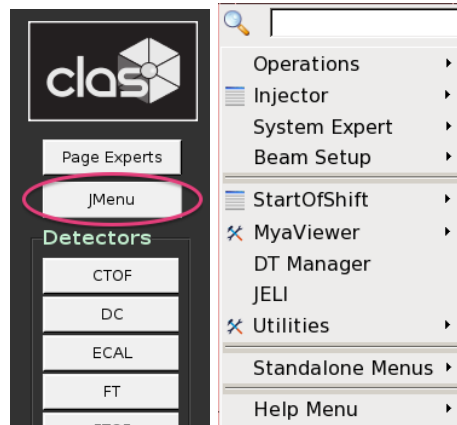 clas
Page Experts
JMenu
Detectors
CTOF
DC
ECAL
FT
Operations
Injector
System Expert
Beam Setup
StartOfShift
MyaViewer
DT Manager
JELI
Utilities
Standalone Menus
Help Menu